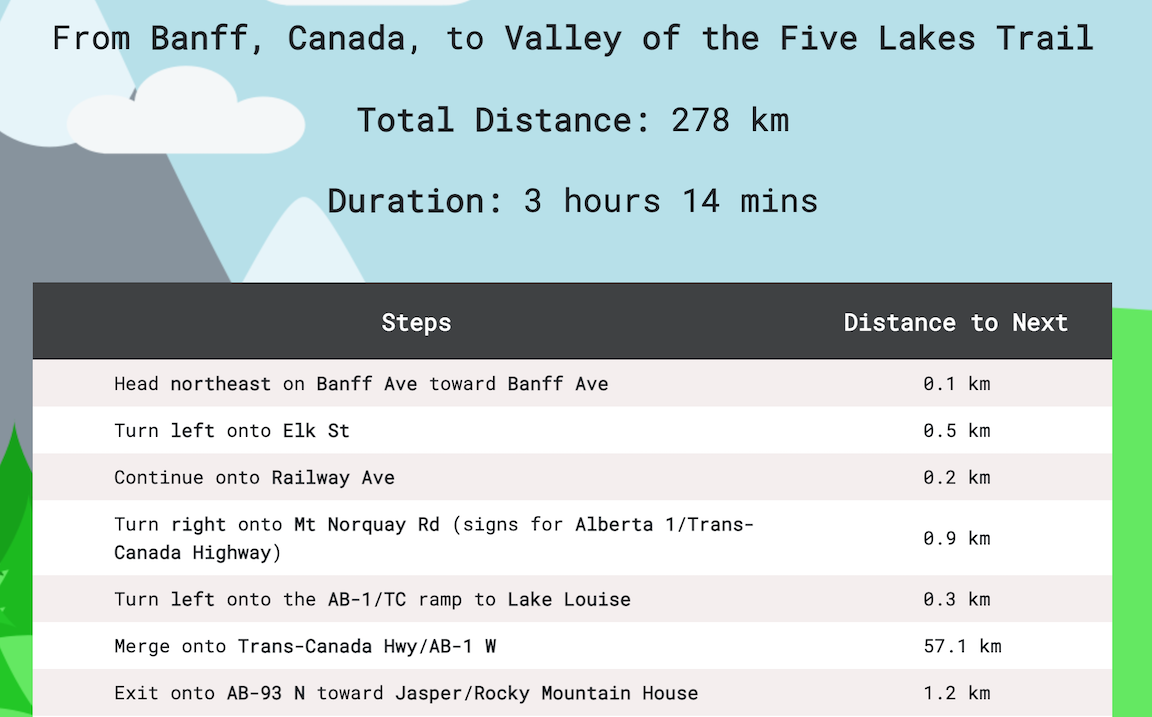 From Banff, Canada, to Valley of the Five Lakes Trail
Total Distance: 278 km
Duration: 3 hours 14 mins
Steps Distance to Next
Head northeast on Banff Ave toward Banff Ave 0.1 km
Turn left onto Elk St 0.5 km
Continue onto Railway Ave 0.2 km
Turn right onto Mt Norquay Rd (signs for Alberta 1/Trans-
Canada Highway) 0.9 km
Turn left onto the AB-1/TC ramp to Lake Louise 0.3 km
Merge onto Trans-Canada Hwy/AB-1 W 57.1 km
Exit onto AB-93 N toward Jasper/Rocky Mountain House 1.2 km